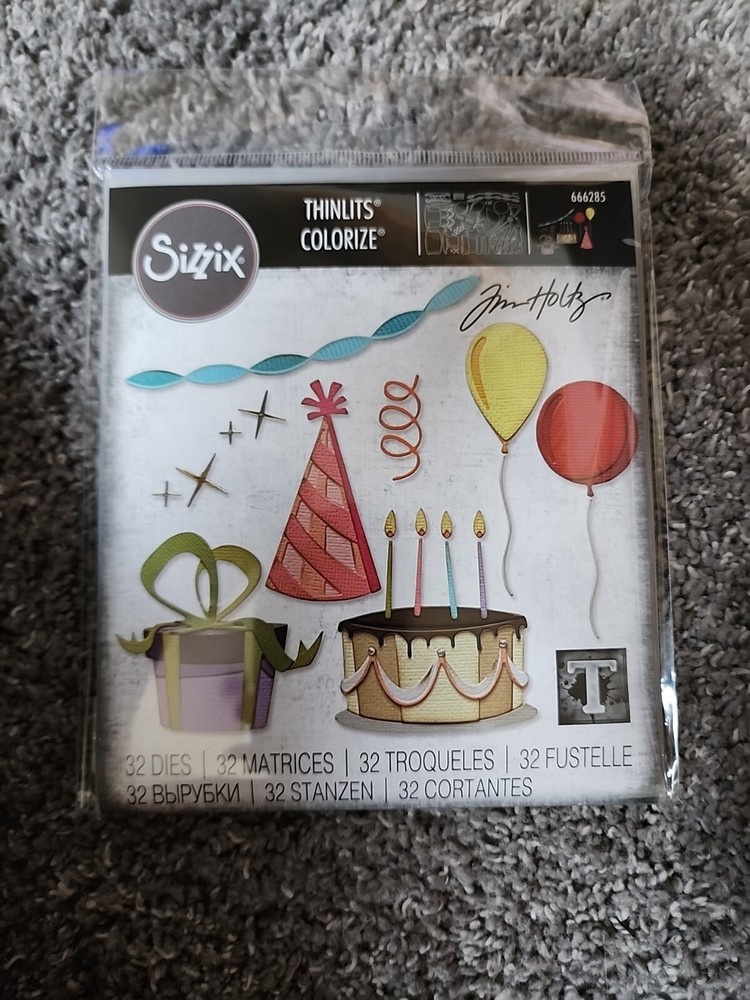 Sizzix®
THINLITS®
COLORIZE®
666285
Tim Holtz®
T
32 DIES | 32 MATRICES | 32 TROQUELES | 32 FUSTELLE
32 ВЫРУБКИ | 32 STANZEN | 32 CORTANTES